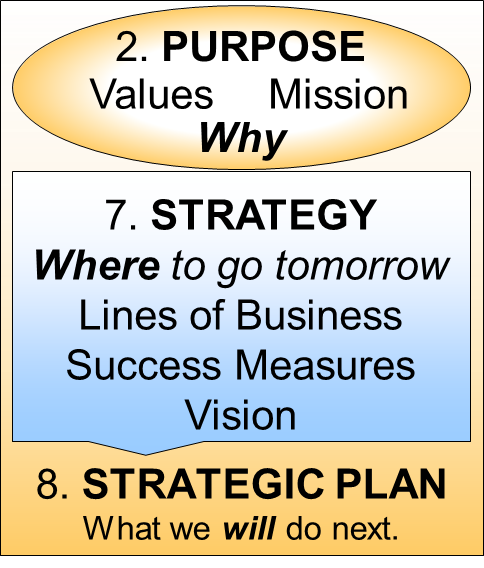 2. PURPOSE
Values Mission
Why
7. STRATEGY
Where to go tomorrow
Lines of Business
Success Measures
Vision
8. STRATEGIC PLAN
What we will do next.